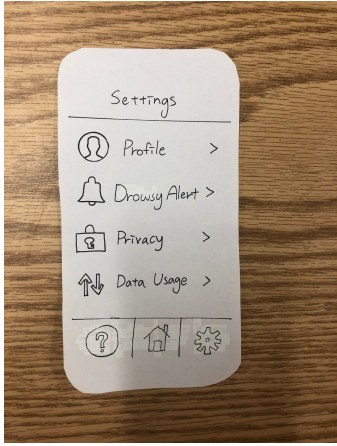 Settings
Profile >
Drowsy Alert >
Privacy >
Data Usage >
?